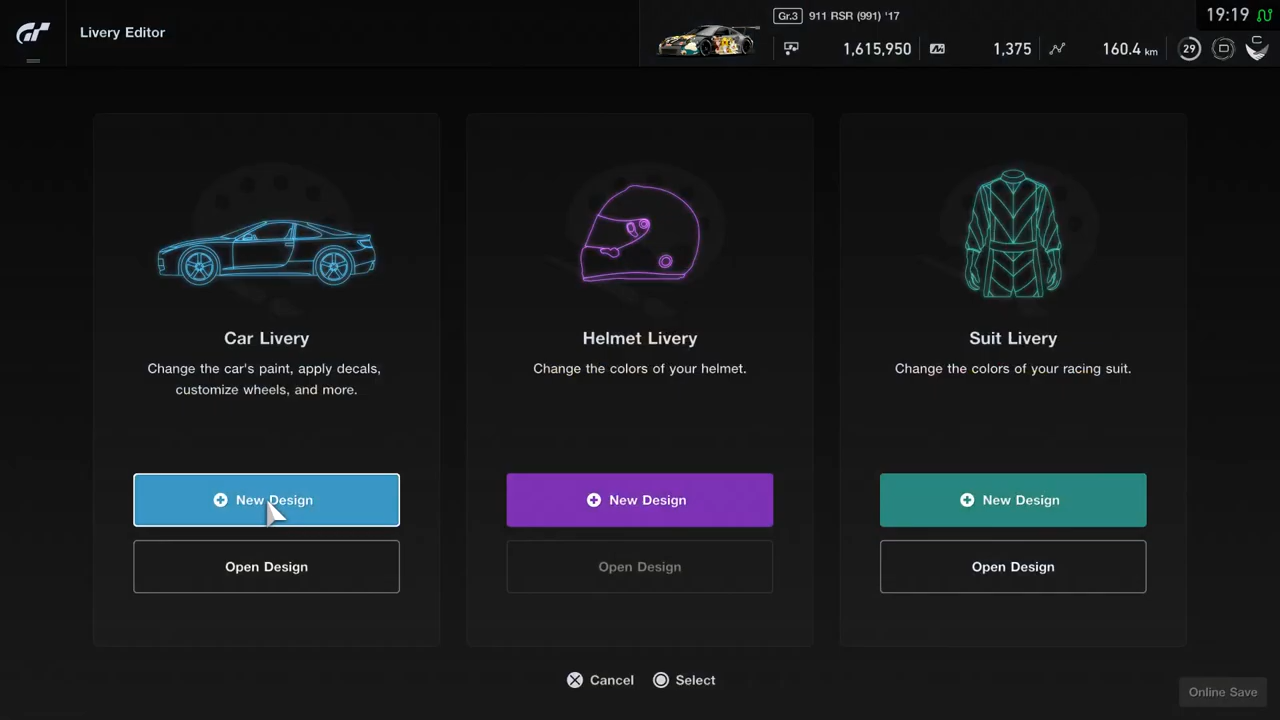 Livery Editor
Gr.3 911 RSR (991) '17
19:19
1,615,950 1,375 160.4 km 29
Car Livery
Change the car's paint, apply decals,
customize wheels, and more.
New Design
Open Design
Helmet Livery
Change the colors of your helmet.
New Design
Open Design
Suit Livery
Change the colors of your racing suit.
New Design
Open Design
Cancel Select
Online Save